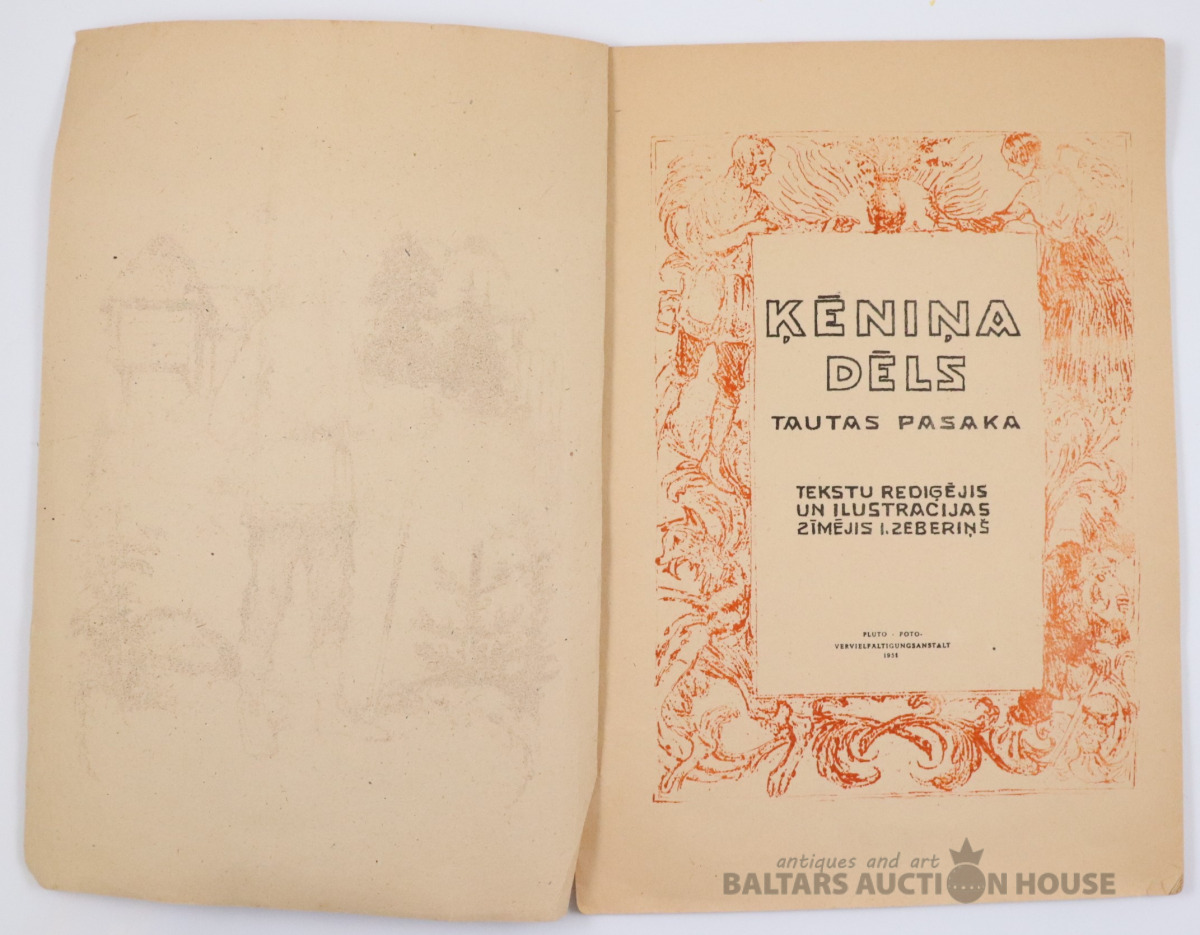 ĶĒNIŅA
DĒLS
TAUTAS PASAKA
TEKSTU REDIĢĒJIS
UN ILUSTRACIJAS
ZĪMĒJIS I. ZEBERIŅŠ
PLUTO - FOTO-
VERVIELFALTIGUNGSANSTALT
antiques and art
BALTARS AUCTION HOUSE